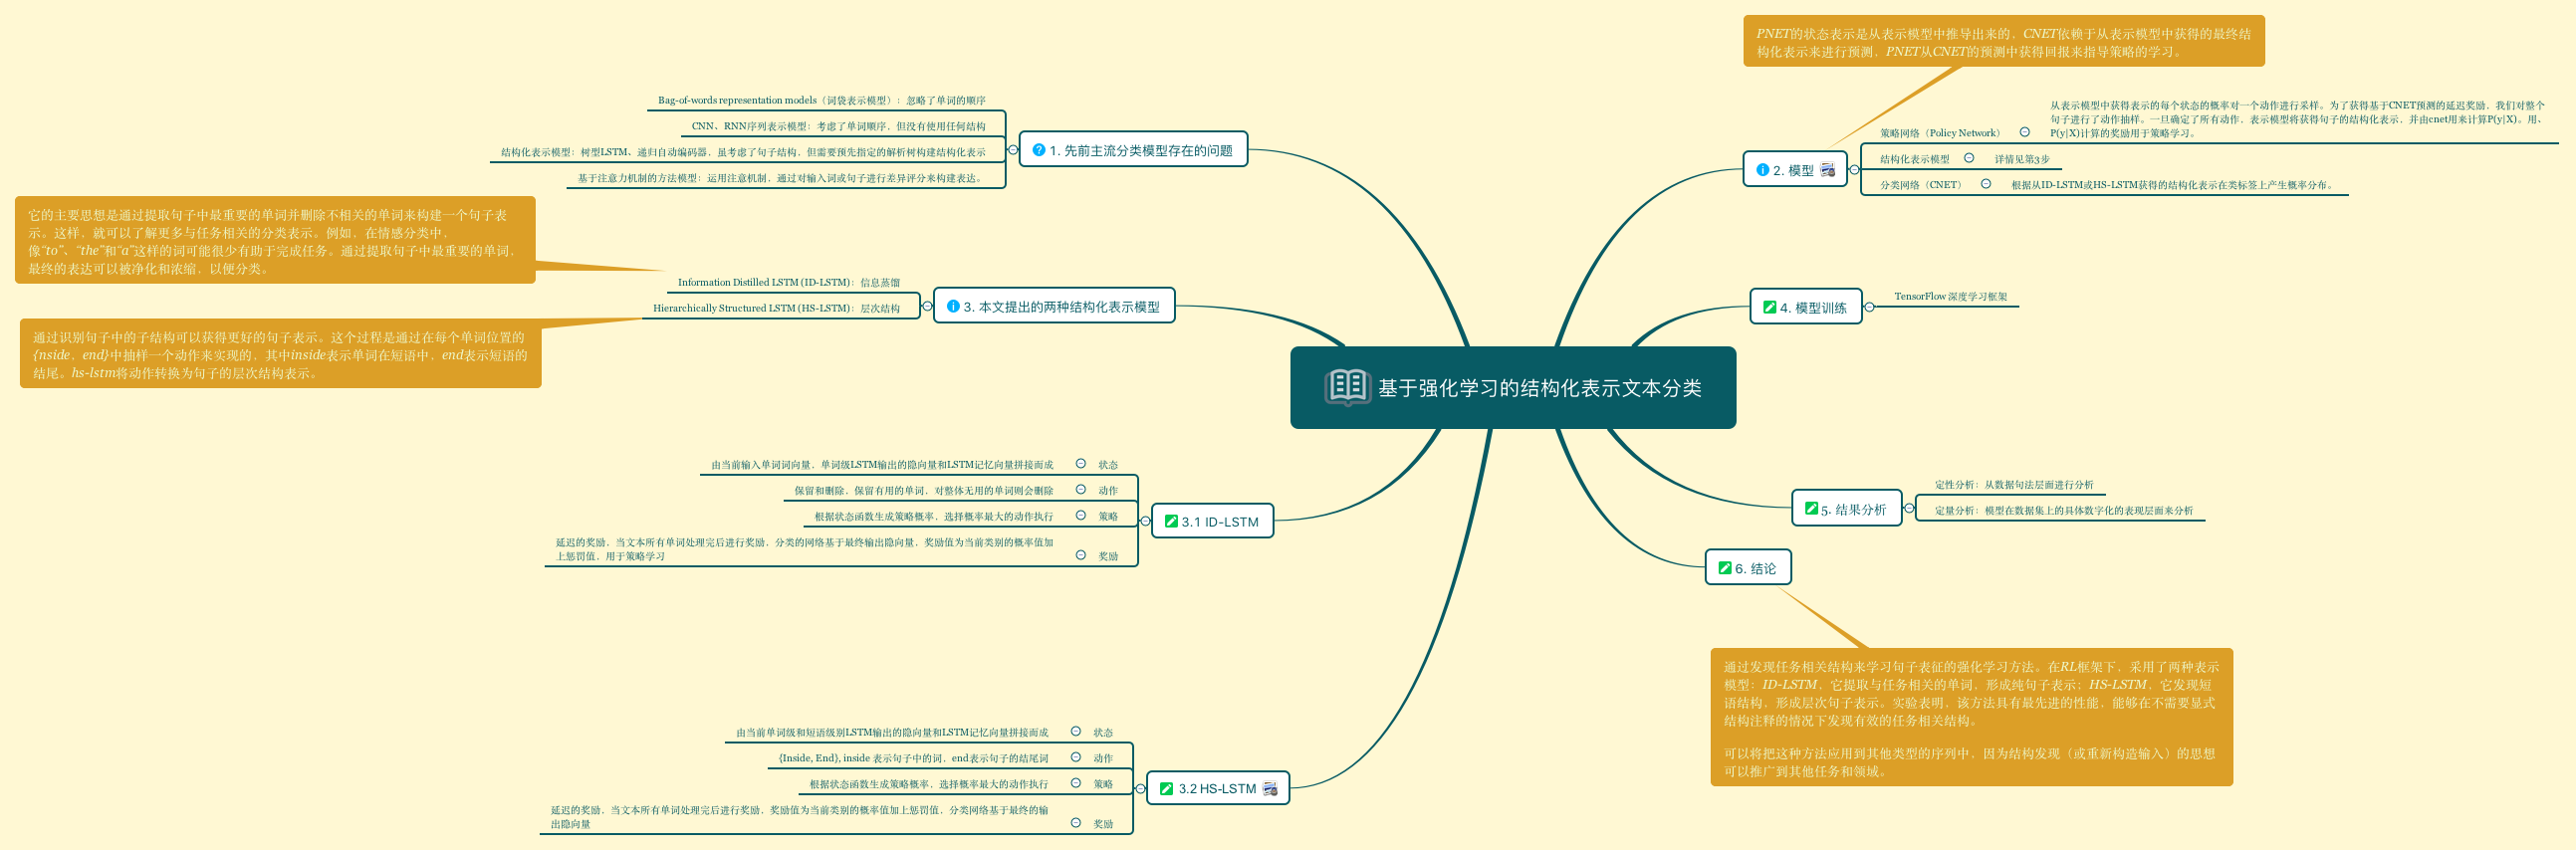 基于强化学习的结构化表示文本分类
1. 先前主流分类模型存在的问题
Bag-of-words representation models（词袋表示模型）：忽略了单词的顺序
CNN、RNN序列表示模型：考虑了单词顺序，但没有使用任何结构
结构化表示模型：树型LSTM、递归自动编码器，虽考虑了句子结构，但需要预先指定的解析树构建结构化表示
基于注意力机制的方法模型：运用注意机制，通过对输入词或句子进行差异评分来构建表达。
2. 模型
PNET的状态表示是从表示模型中推导出来的，CNET依赖于从表示模型中获得的最终结
构化表示来进行预测，PNET从CNET的预测中获得回报来指导策略的学习。
策略网络（Policy Network）
从表示模型中获得表示的每个状态的概率对一个动作进行采样。为了获得基于CNET预测的延迟奖励，我们对整个
句子进行了动作抽样。一旦确定了所有动作，表示模型将获得句子的结构化表示，并由cnet用来计算P(y|X)。用、
P(y|X)计算的奖励用于策略学习。
结构化表示模型
详情见第3步
分类网络（CNET）
根据从ID-LSTM或HS-LSTM获得的结构化表示在类标签上产生概率分布。
3. 本文提出的两种结构化表示模型
Information Distilled LSTM (ID-LSTM)：信息蒸馏
它的主要思想是通过提取句子中最重要的单词并删除不相关的单词来构建一个句子表
示。这样，就可以了解更多与任务相关的分类表示。例如，在情感分类中，
像“to”、“the”和“a”这样的词可能很少有助于完成任务。通过提取句子中最重要的单词，
最终的表达可以被净化和浓缩，以便分类。
Hierarchically Structured LSTM (HS-LSTM)：层次结构
通过识别句子中的子结构可以获得更好的句子表示。这个过程是通过在每个单词位置的
{nside，end}中抽样一个动作来实现的，其中inside表示单词在短语中，end表示短语的
结尾。hs-lstm将动作转换为句子的层次结构表示。
3.1 ID-LSTM
状态
由当前输入单词词向量，单词级LSTM输出的隐向量和LSTM记忆向量拼接而成
动作
保留和删除，保留有用的单词，对整体无用的单词则会删除
策略
根据状态函数生成策略概率，选择概率最大的动作执行
奖励
延迟的奖励，当文本所有单词处理完后进行奖励，分类的网络基于最终输出隐向量，奖励值为当前类别的概率值加
上惩罚值，用于策略学习
3.2 HS-LSTM
状态
由当前单词级和短语级别LSTM输出的隐向量和LSTM记忆向量拼接而成
动作
{Inside, End}, inside 表示句子中的词，end表示句子的结尾词
策略
根据状态函数生成策略概率，选择概率最大的动作执行
奖励
延迟的奖励，当文本所有单词处理完后进行奖励，奖励值为当前类别的概率值加上惩罚值，分类网络基于最终的输
出隐向量
4. 模型训练
TensorFlow 深度学习框架
5. 结果分析
定性分析：从数据句法层面进行分析
定量分析：模型在数据集上的具体数字化的表现层面来分析
6. 结论
通过发现任务相关结构来学习句子表征的强化学习方法。在RL框架下，采用了两种表示
模型：ID-LSTM，它提取与任务相关的单词，形成纯句子表示；HS-LSTM，它发现短
语结构，形成层次句子表示。实验表明，该方法具有最先进的性能，能够在不需要显式
结构注释的情况下发现有效的任务相关结构。
可以将把这种方法应用到其他类型的序列中，因为结构发现（或重新构造输入）的思想
可以推广到其他任务和领域。